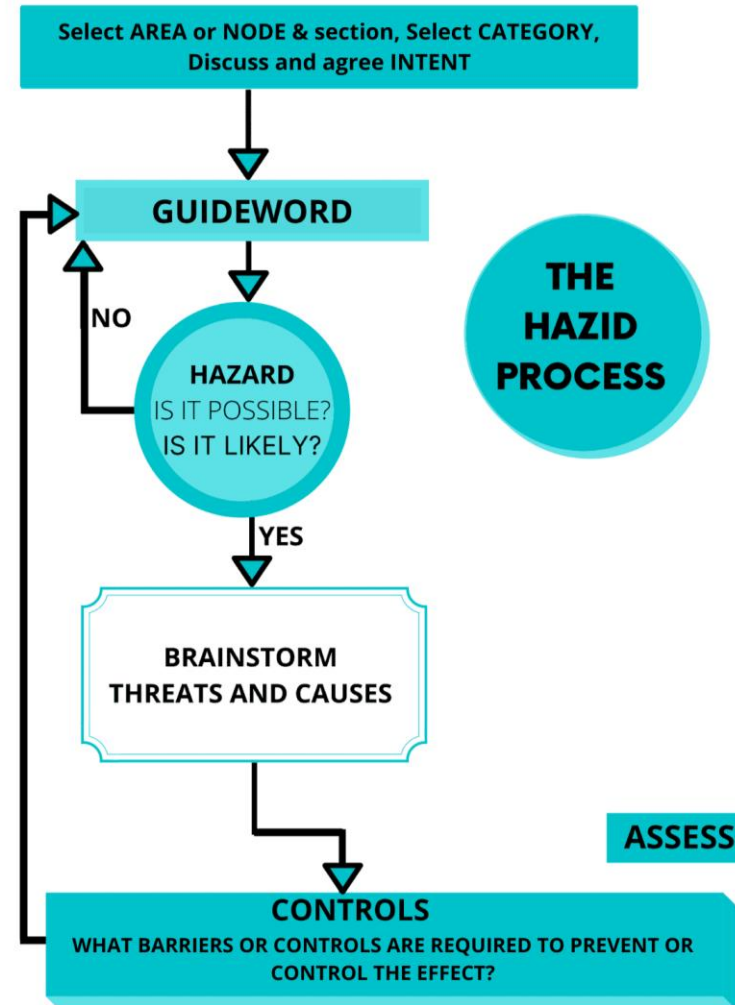 Select AREA or NODE & section, Select CATEGORY,
Discuss and agree INTENT
GUIDEWORD
THE
HAZID
PROCESS
NO
HAZARD
IS IT POSSIBLE?
IS IT LIKELY?
YES
BRAINSTORM
THREATS AND CAUSES
ASSESS
CONTROLS
WHAT BARRIERS OR CONTROLS ARE REQUIRED TO PREVENT OR
CONTROL THE EFFECT?